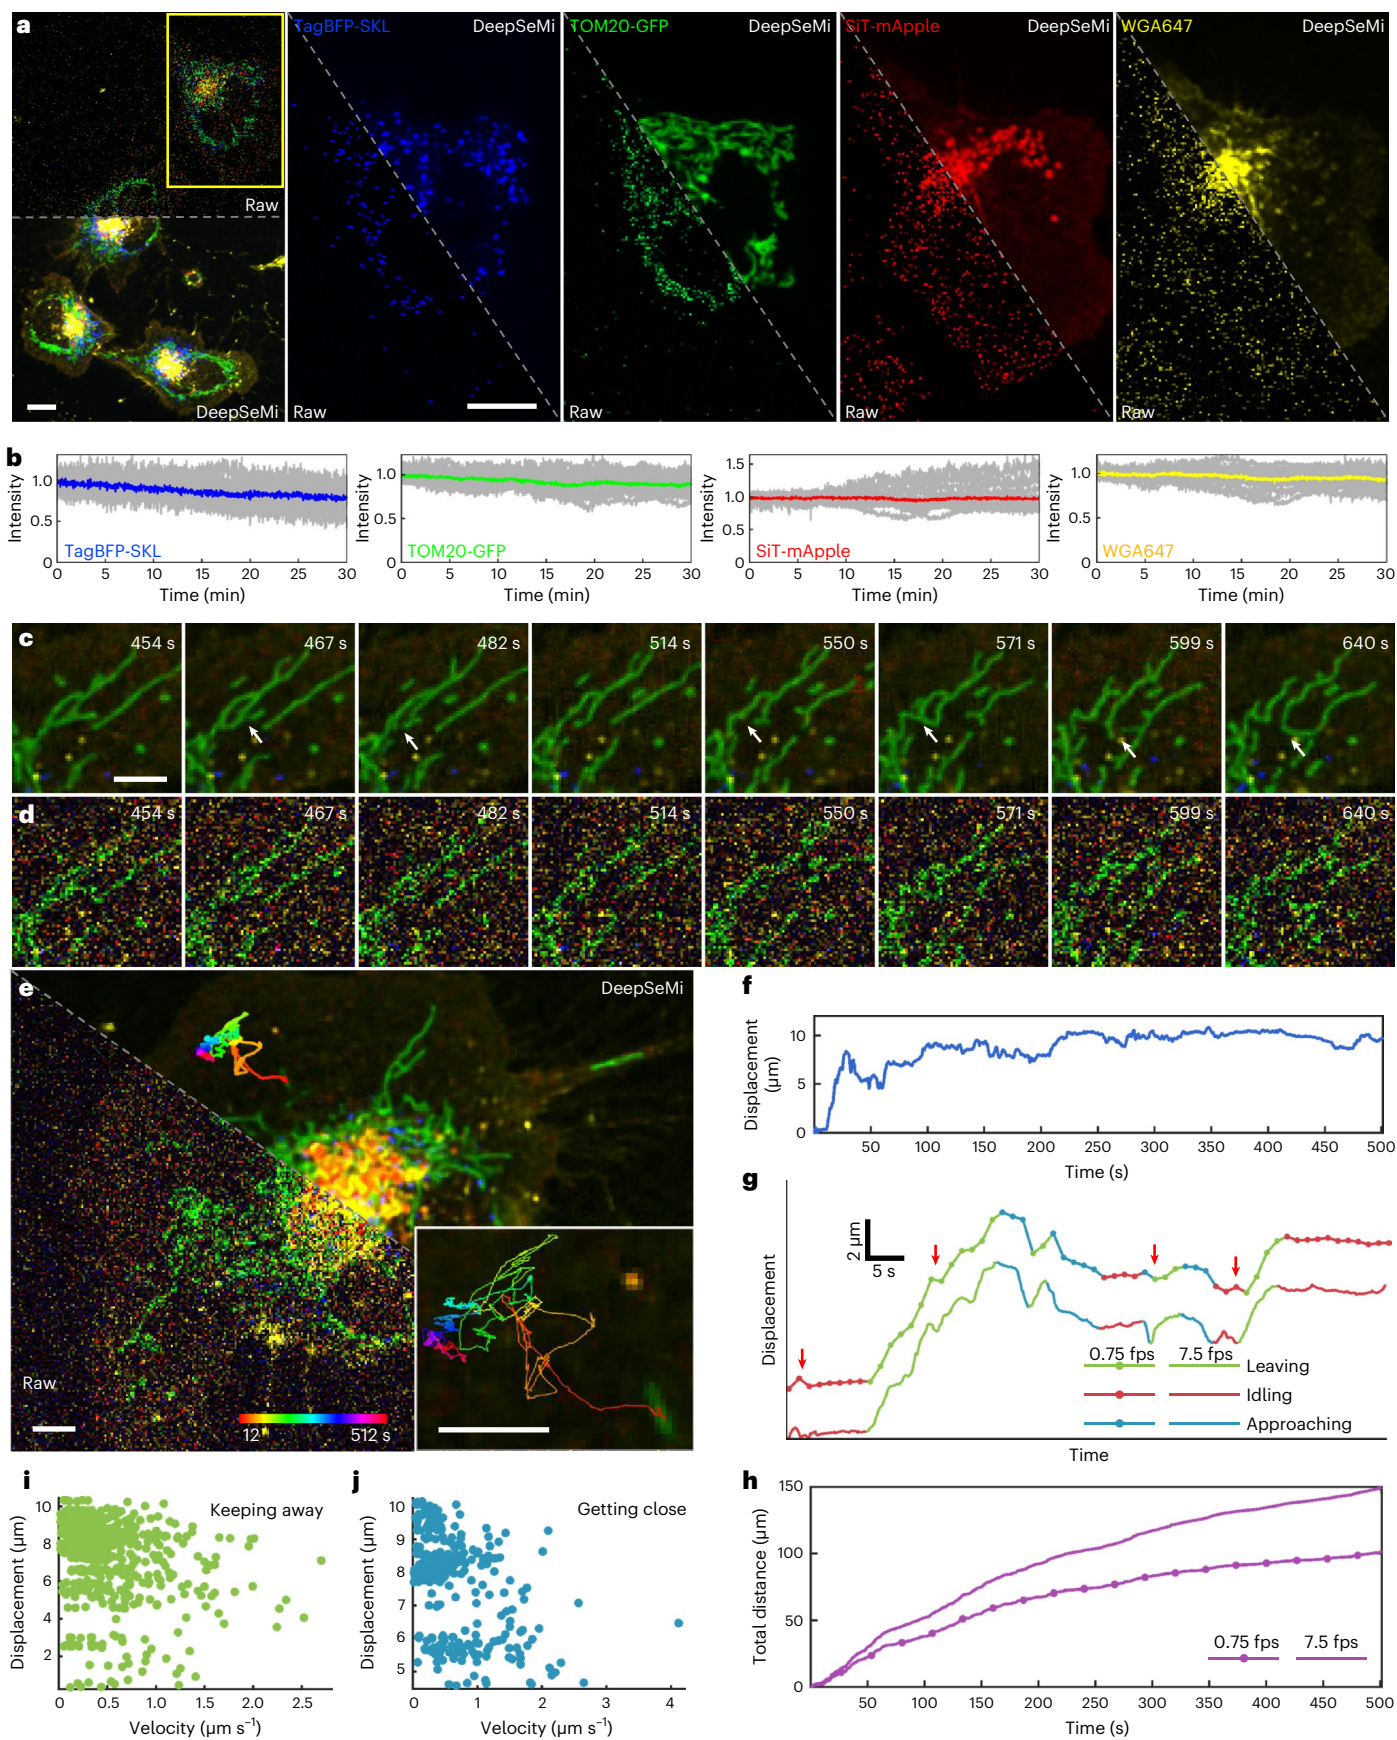 a
Raw
DeepSeMi
TagBFP-SKL DeepSeMi
Raw
TOM20-GFP DeepSeMi
Raw
SiT-mApple DeepSeMi
Raw
WGA647 DeepSeMi
Raw
b
Intensity
1.0
0.5
0
TagBFP-SKL
0 5 10 15 20 25 30
Time (min)
Intensity
1.0
0.5
0
TOM20-GFP
0 5 10 15 20 25 30
Time (min)
Intensity
1.5
1.0
0.5
0
SiT-mApple
0 5 10 15 20 25 30
Time (min)
Intensity
1.0
0.5
0
WGA647
0 5 10 15 20 25 30
Time (min)
c
454 s 467 s 482 s 514 s 550 s 571 s 599 s 640 s
d
454 s 467 s 482 s 514 s 550 s 571 s 599 s 640 s
e
DeepSeMi
Raw
12 512 s
f
Displacement
(µm)
10
5
0
50 100 150 200 250 300 350 400 450 500
Time (s)
g
Displacement
2 µm
5 s
0.75 fps 7.5 fps
Leaving
Idling
Approaching
Time
h
Total distance (µm)
150
100
50
0
0.75 fps 7.5 fps
50 100 150 200 250 300 350 400 450 500
Time (s)
i
Keeping away
Displacement (µm)
10
8
6
4
2
0 0.5 1.0 1.5 2.0 2.5
Velocity (µm s⁻¹)
j
Getting close
Displacement (µm)
10
9
8
7
6
5
0 1 2 3 4
Velocity (µm s⁻¹)